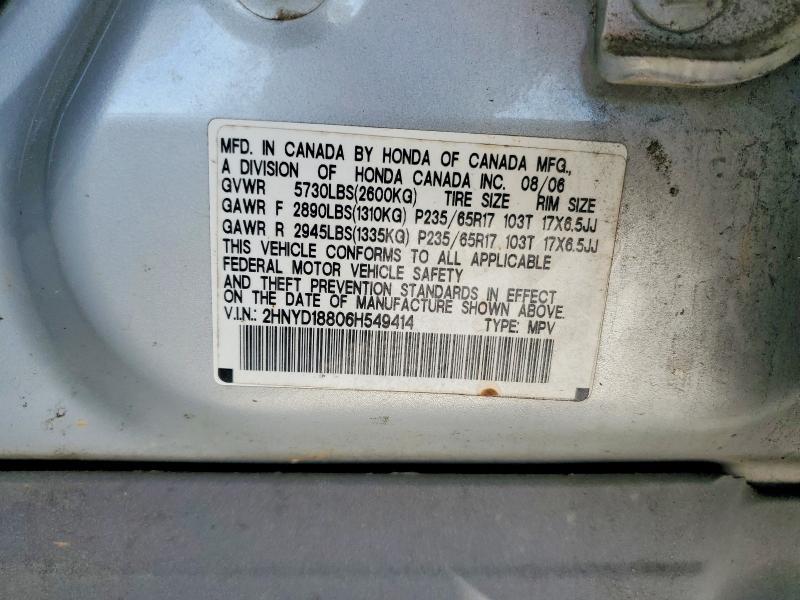 MFD. IN CANADA BY HONDA OF CANADA MFG.,
A DIVISION OF HONDA CANADA INC. 08/06
GVWR 5730LBS(2600KG) TIRE SIZE RIM SIZE
GAWR F 2890LBS(1310KG) P235/65R17 103T 17X6.5JJ
GAWR R 2945LBS(1335KG) P235/65R17 103T 17X6.5JJ
THIS VEHICLE CONFORMS TO ALL APPLICABLE
FEDERAL MOTOR VEHICLE SAFETY
AND THEFT PREVENTION STANDARDS IN EFFECT
ON THE DATE OF MANUFACTURE SHOWN ABOVE.
V.I.N.: 2HNYD18806H549414 TYPE: MPV